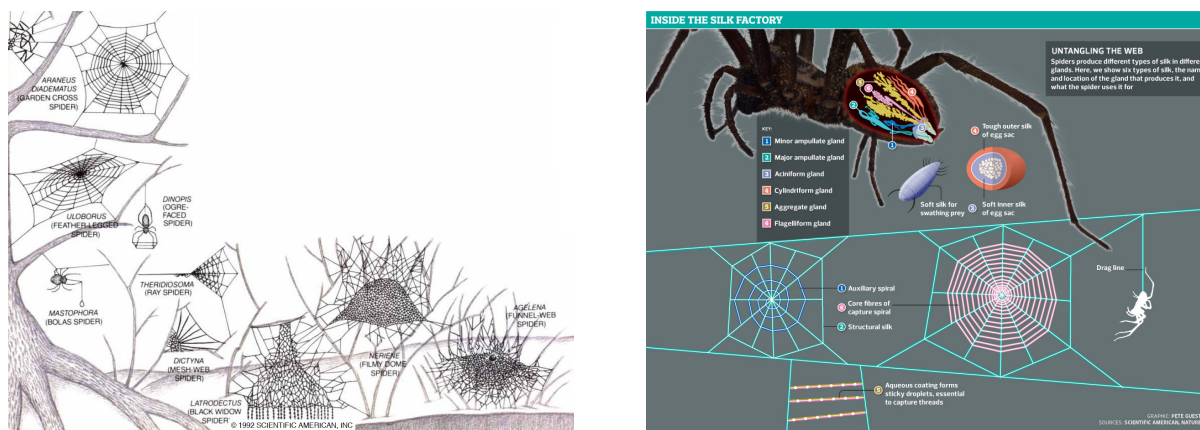 ARANEUS
DIADEMATUS
(GARDEN CROSS
SPIDER)
ULOBORUS
(FEATHER-LEGGED
SPIDER)
DINOPIS
(OGRE-
FACED
SPIDER)
MASTOPHORA
(BOLAS SPIDER)
THERIDIOSOMA
(RAY SPIDER)
DICTYNA
(MESH-WEB
SPIDER)
LATRODECTUS
(BLACK WIDOW
SPIDER
NERIENE
(FILMY DOME
SPIDER)
AGELENA
(FUNNEL-WEB
SPIDER)
© 1992 SCIENTIFIC AMERICAN, INC
INSIDE THE SILK FACTORY
UNTANGLING THE WEB
Spiders produce different types of silk in differe
glands. Here, we show six types of silk, the nam
and location of the gland that produces it, and
what the spider uses it for
5
6
4
2
3
1
KEY:
1 Minor ampullate gland
2 Major ampullate gland
3 Aciniform gland
4 Cylindriform gland
5 Aggregate gland
6 Flagelliform gland
4 Tough outer silk
of egg sac
Soft silk for
swathing prey
3 Soft inner silk
of egg sac
1 Auxiliary spiral
6 Core fibres of
capture spiral
2 Structural silk
Drag line
5 Aqueous coating forms
sticky droplets, essential
to capture threads
GRAPHIC: PETE GUEST
SOURCES: SCIENTIFIC AMERICAN, NATURE